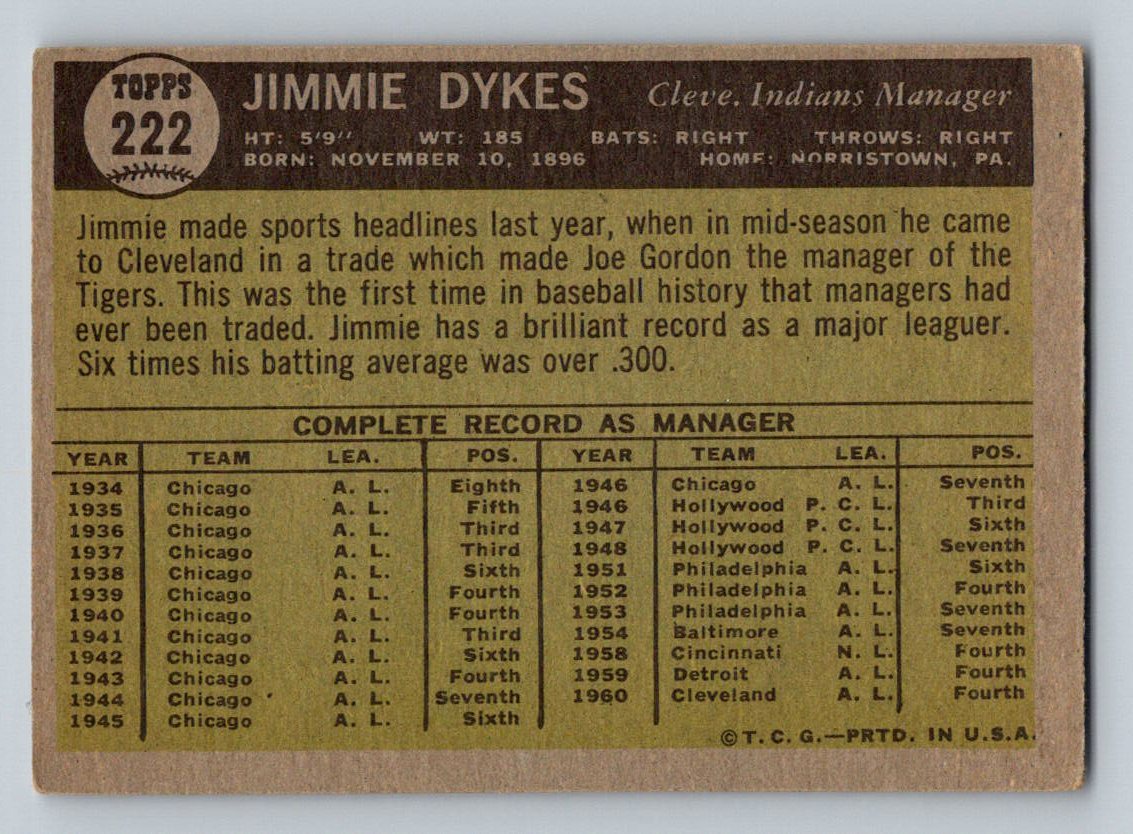 TOPPS
222
JIMMIE DYKES Cleve. Indians Manager
HT: 5'9" WT: 185 BATS: RIGHT THROWS: RIGHT
BORN: NOVEMBER 10, 1896 HOME: NORRISTOWN, PA.
Jimmie made sports headlines last year, when in mid-season he came
to Cleveland in a trade which made Joe Gordon the manager of the
Tigers. This was the first time in baseball history that managers had
ever been traded. Jimmie has a brilliant record as a major leaguer.
Six times his batting average was over .300.
COMPLETE RECORD AS MANAGER
YEAR TEAM LEA. POS. YEAR TEAM LEA. POS.
1934 Chicago A. L. Eighth 1946 Chicago A. L. Seventh
1935 Chicago A. L. Fifth 1946 Hollywood P. C. L. Third
1936 Chicago A. L. Third 1947 Hollywood P. C. L. Sixth
1937 Chicago A. L. Third 1948 Hollywood P. C. L. Seventh
1938 Chicago A. L. Sixth 1951 Philadelphia A. L. Sixth
1939 Chicago A. L. Fourth 1952 Philadelphia A. L. Fourth
1940 Chicago A. L. Fourth 1953 Philadelphia A. L. Seventh
1941 Chicago A. L. Third 1954 Baltimore A. L. Seventh
1942 Chicago A. L. Sixth 1958 Cincinnati N. L. Fourth
1943 Chicago A. L. Fourth 1959 Detroit A. L. Fourth
1944 Chicago A. L. Seventh 1960 Cleveland A. L. Fourth
1945 Chicago A. L. Sixth
©T. C. G.—PRTD. IN U.S.A.